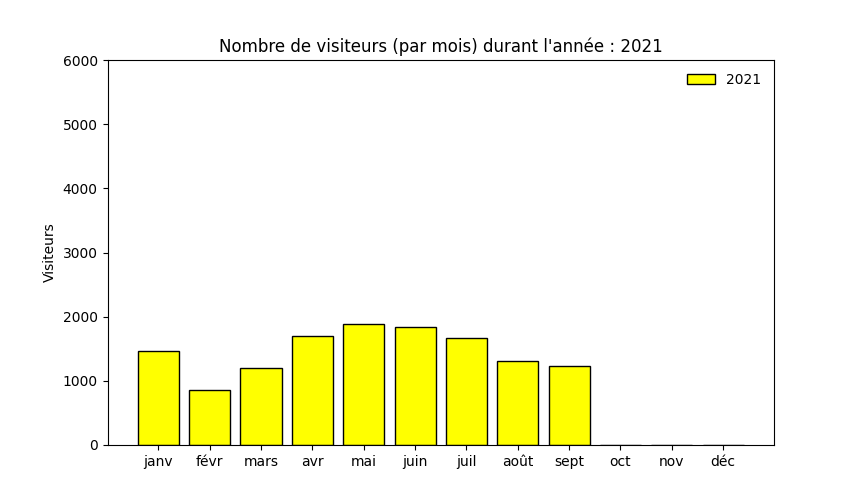 Nombre de visiteurs (par mois) durant l'année : 2021
6000
5000
4000
3000
2000
1000
0
Visiteurs
2021
janv févr mars avr mai juin juil août sept oct nov déc